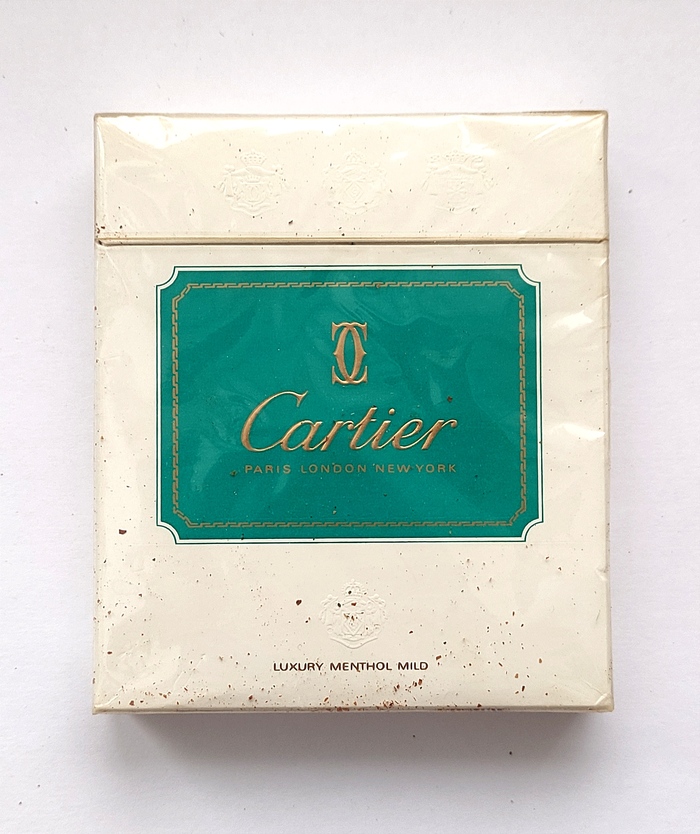 Cartier
PARIS LONDON NEW YORK
LUXURY MENTHOL MILD